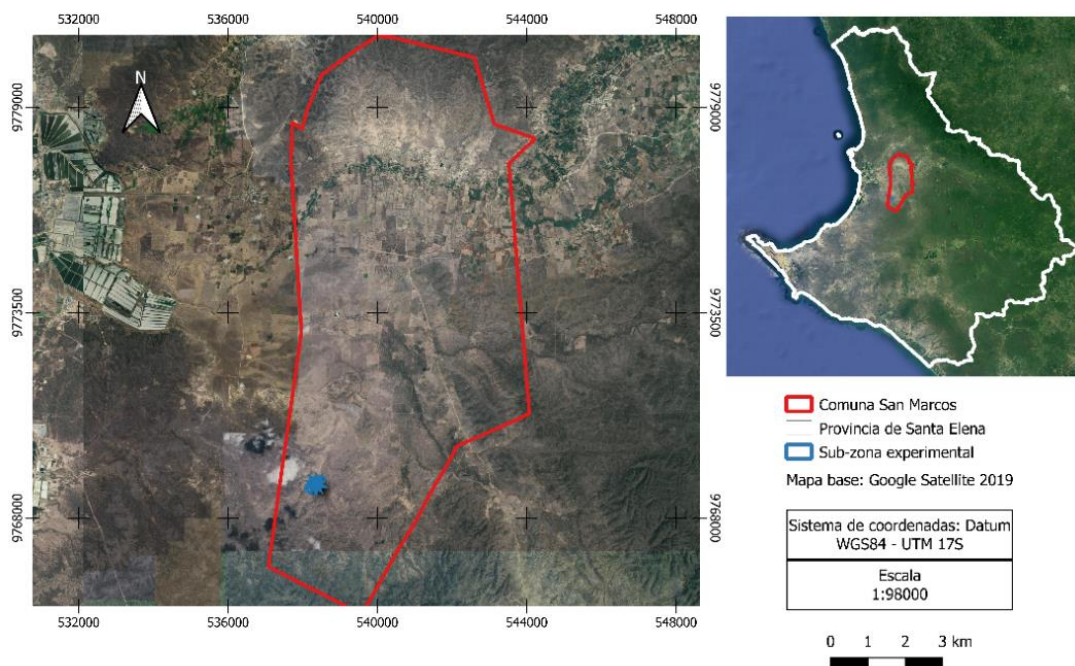 532000 536000 540000 544000 548000
N
9779000 9779000
9773500 9773500
9768000 9768000
532000 536000 540000 544000 548000
Comuna San Marcos
Provincia de Santa Elena
Sub-zona experimental
Mapa base: Google Satellite 2019
Sistema de coordenadas: Datum
WGS84 - UTM 17S
Escala
1:98000
0 1 2 3 km